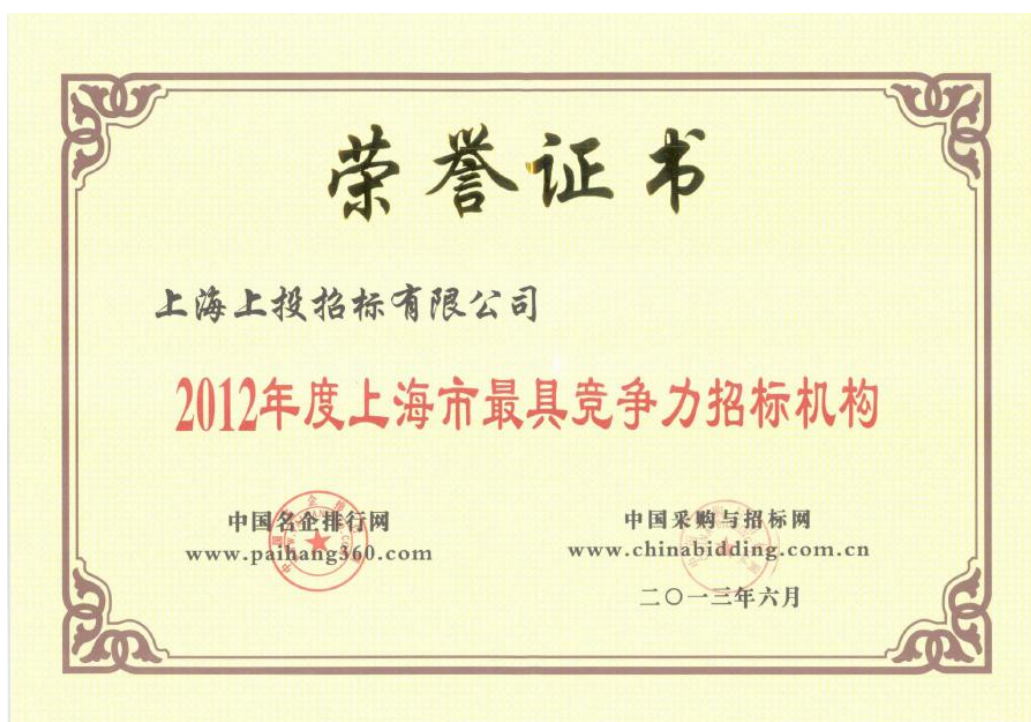 荣誉证书
上海上投招标有限公司
2012年度上海市最具竞争力招标机构
中国名企排行网
www.paihang360.com
中国采购与招标网
www.chinabidding.com.cn
二〇一三年六月